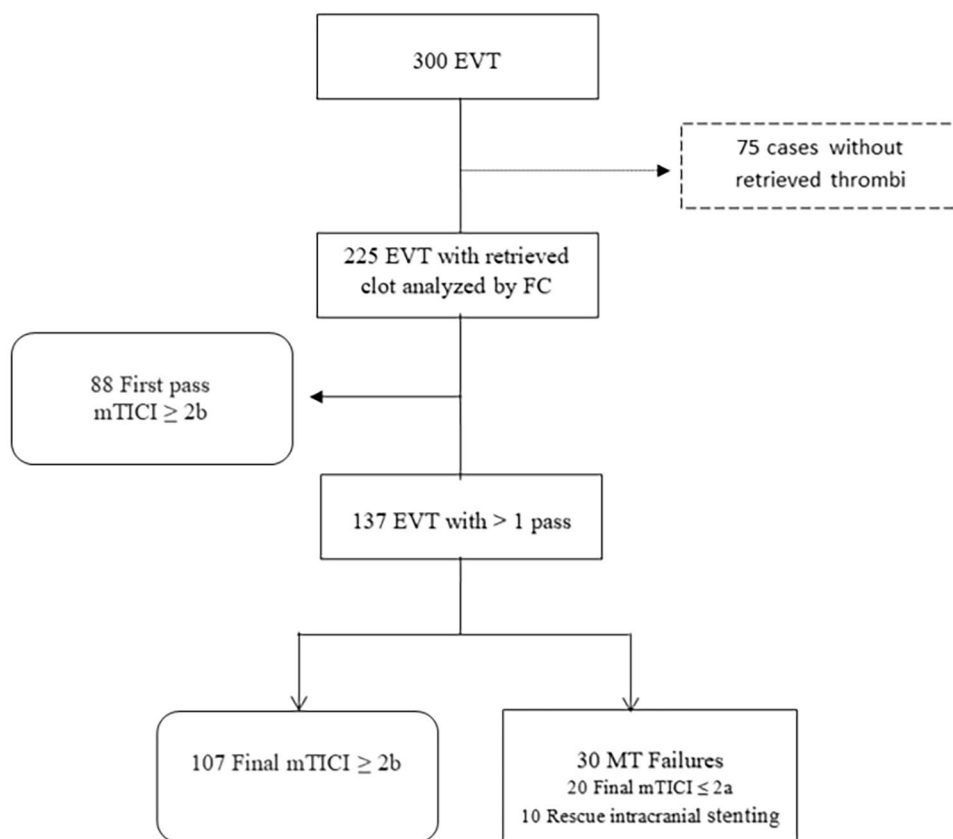 300 EVT
75 cases without
retrieved thrombi
225 EVT with retrieved
clot analyzed by FC
88 First pass
mTICI ≥ 2b
137 EVT with > 1 pass
107 Final mTICI ≥ 2b
30 MT Failures
20 Final mTICI ≤ 2a
10 Rescue intracranial stenting